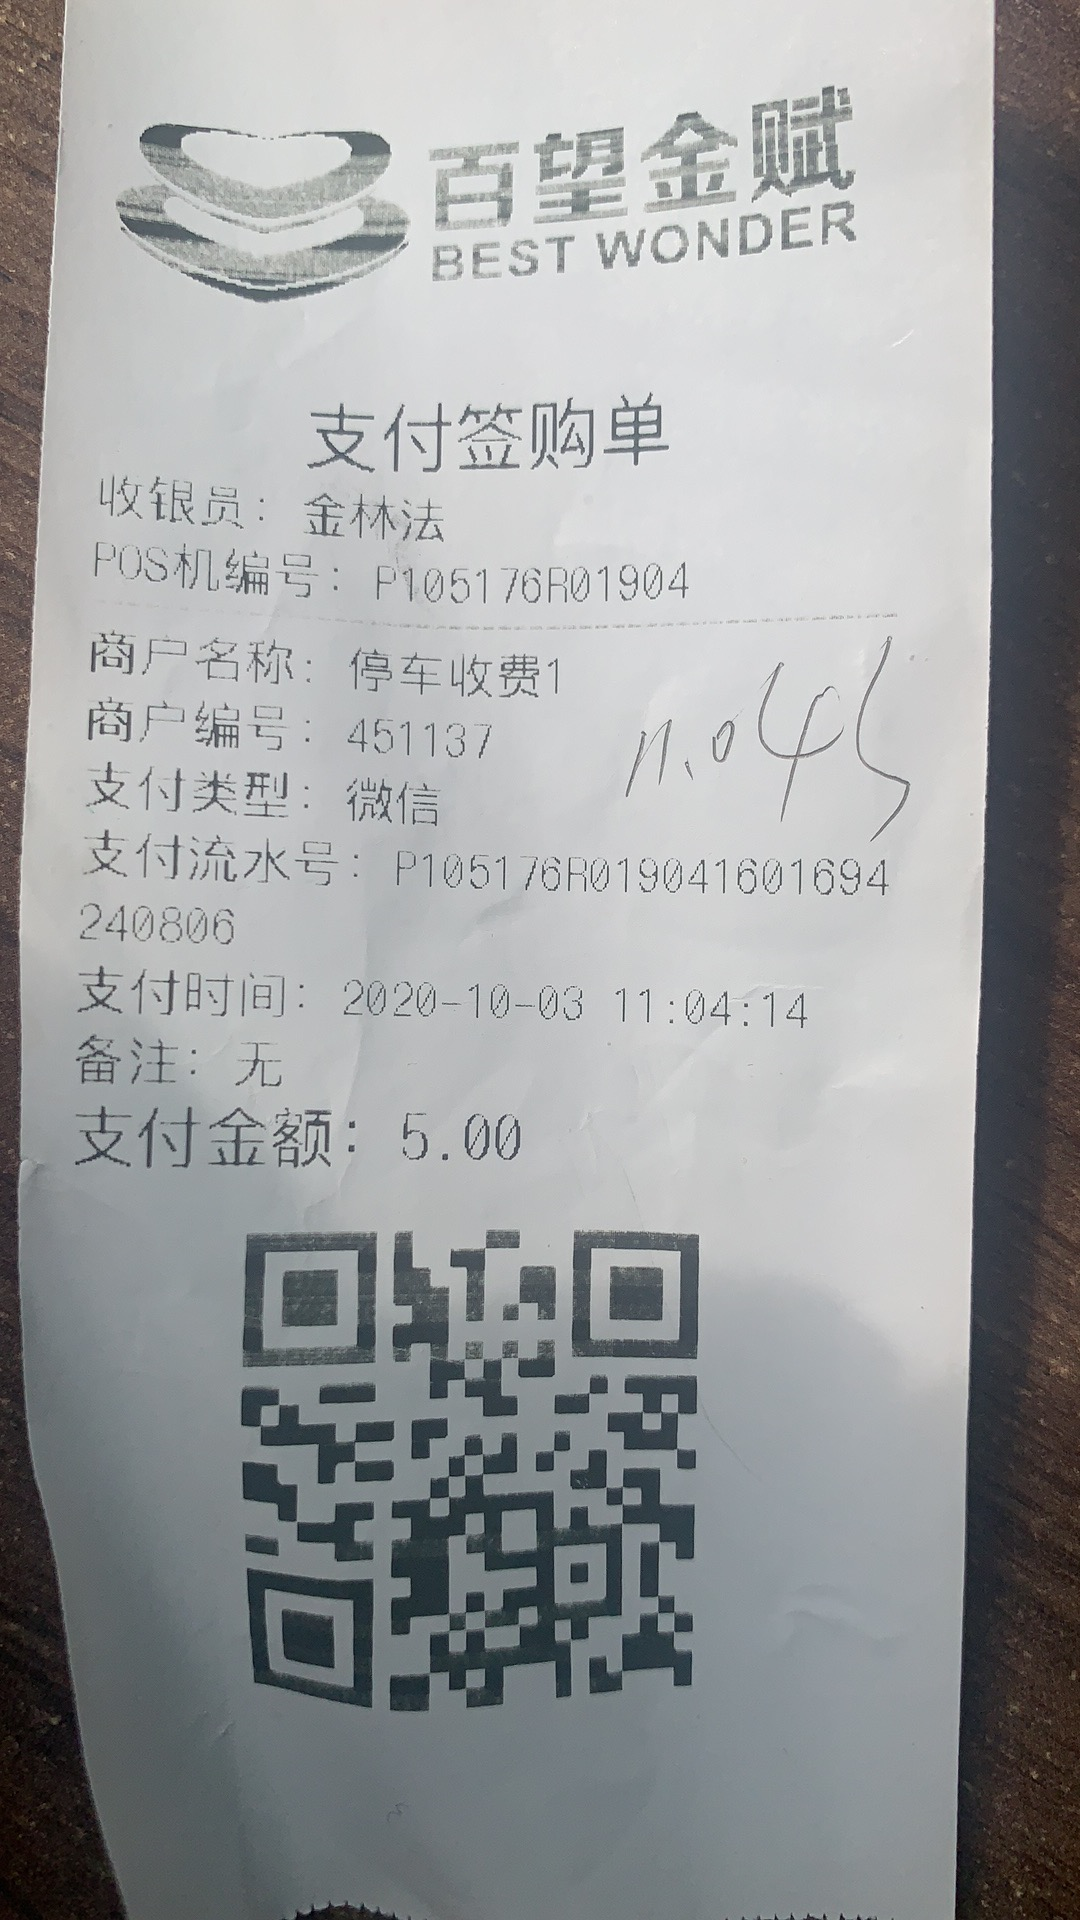 百望金赋
BEST WONDER
支付签购单
收银员： 金林法
POS机编号： P105176R01904
商户名称： 停车收费1
商户编号： 451137
支付类型： 微信
支付流水号： P105176R019041601694
240806
支付时间： 2020-10-03 11:04:14
备注： 无
支付金额： 5.00